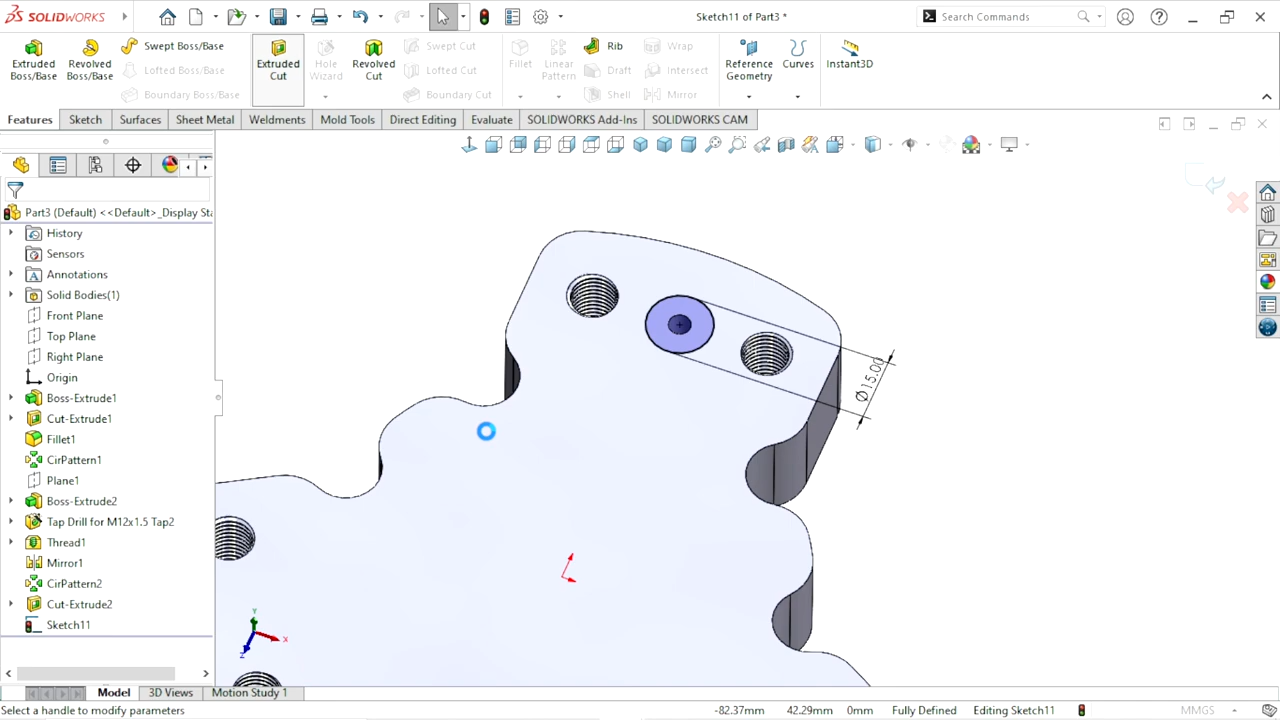 SOLIDWORKS
Sketch11 of Part3 *
Search Commands
Extruded Boss/Base
Revolved Boss/Base
Swept Boss/Base
Lofted Boss/Base
Boundary Boss/Base
Extruded Cut
Hole Wizard
Revolved Cut
Swept Cut
Lofted Cut
Boundary Cut
Fillet
Linear Pattern
Rib
Draft
Shell
Wrap
Intersect
Mirror
Reference Geometry
Curves
Instant3D
Features
Sketch
Surfaces
Sheet Metal
Weldments
Mold Tools
Direct Editing
Evaluate
SOLIDWORKS Add-Ins
SOLIDWORKS CAM
Part3 (Default) <<Default>_Display Sta
History
Sensors
Annotations
Solid Bodies(1)
Front Plane
Top Plane
Right Plane
Origin
Boss-Extrude1
Cut-Extrude1
Fillet1
CirPattern1
Plane1
Boss-Extrude2
Tap Drill for M12x1.5 Tap2
Thread1
Mirror1
CirPattern2
Cut-Extrude2
Sketch11
Ø15.00
Y
X
Z
Model
3D Views
Motion Study 1
Select a handle to modify parameters
-82.37mm
42.29mm
0mm
Fully Defined
Editing Sketch11
MMGS